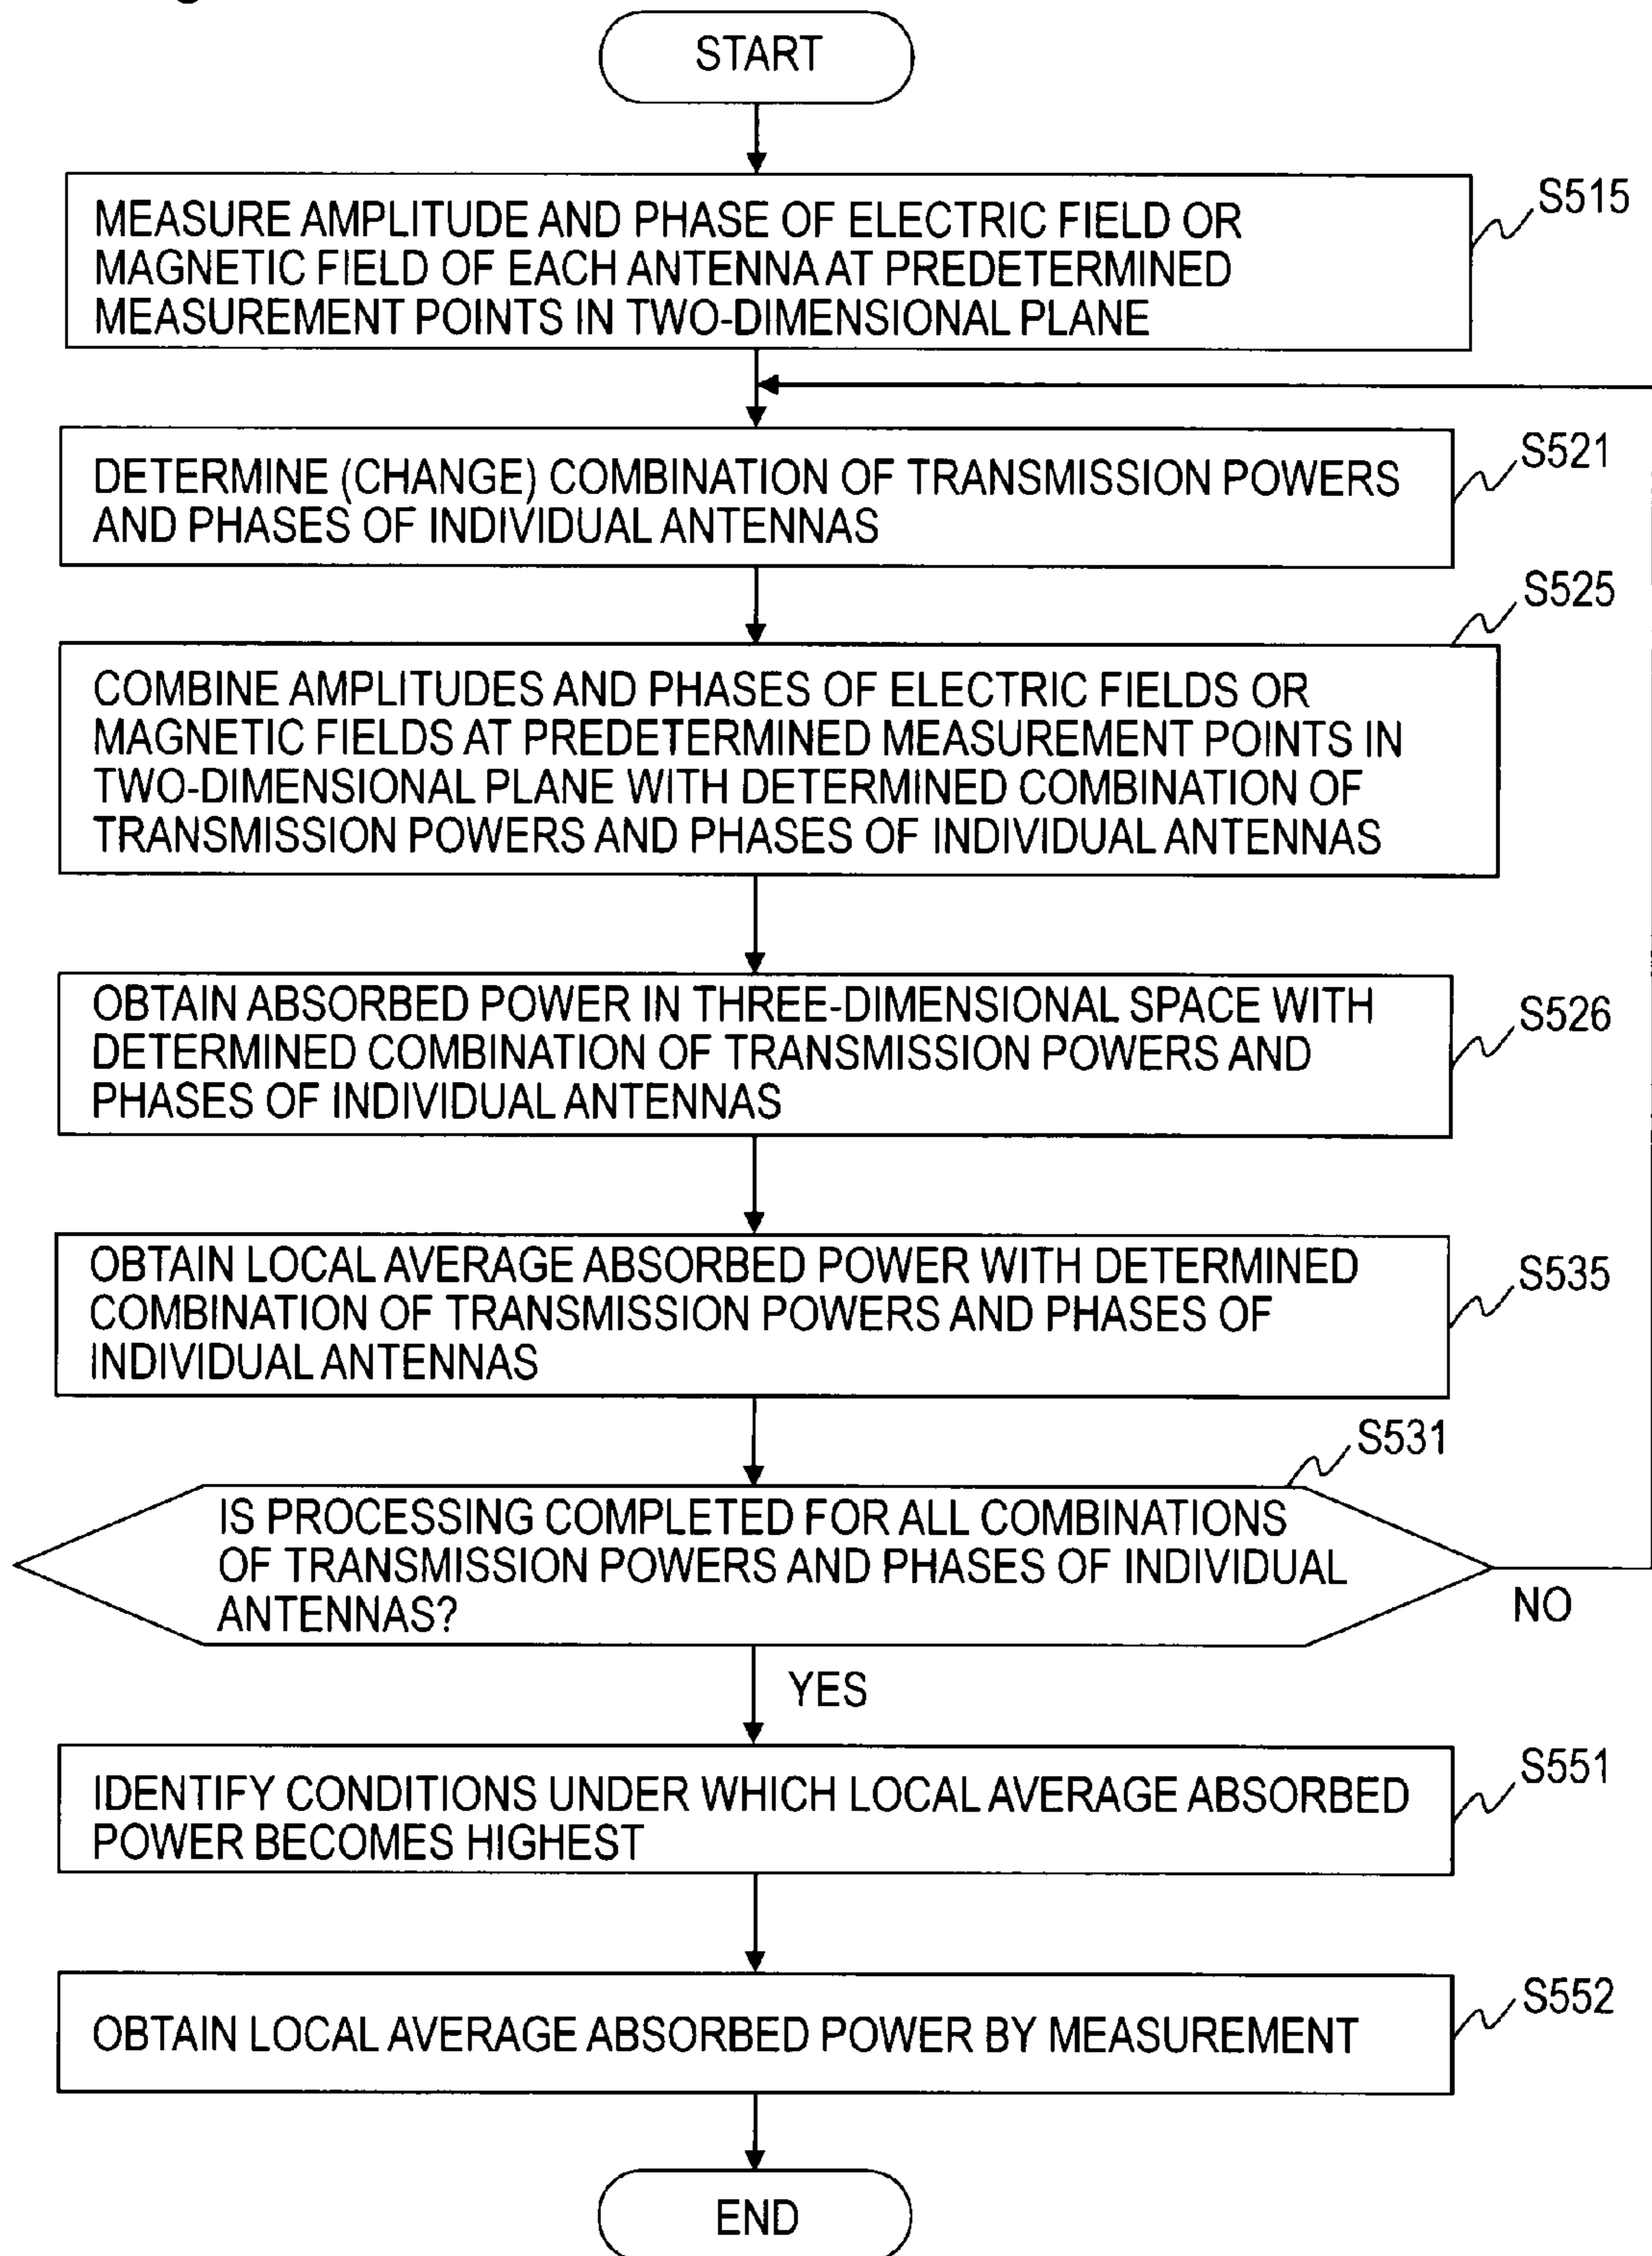 START
S515
MEASURE AMPLITUDE AND PHASE OF ELECTRIC FIELD OR
MAGNETIC FIELD OF EACH ANTENNA AT PREDETERMINED
MEASUREMENT POINTS IN TWO-DIMENSIONAL PLANE
S521
DETERMINE (CHANGE) COMBINATION OF TRANSMISSION POWERS
AND PHASES OF INDIVIDUAL ANTENNAS
S525
COMBINE AMPLITUDES AND PHASES OF ELECTRIC FIELDS OR
MAGNETIC FIELDS AT PREDETERMINED MEASUREMENT POINTS IN
TWO-DIMENSIONAL PLANE WITH DETERMINED COMBINATION OF
TRANSMISSION POWERS AND PHASES OF INDIVIDUAL ANTENNAS
S526
OBTAIN ABSORBED POWER IN THREE-DIMENSIONAL SPACE WITH
DETERMINED COMBINATION OF TRANSMISSION POWERS AND
PHASES OF INDIVIDUAL ANTENNAS
S535
OBTAIN LOCAL AVERAGE ABSORBED POWER WITH DETERMINED
COMBINATION OF TRANSMISSION POWERS AND PHASES OF
INDIVIDUAL ANTENNAS
S531
IS PROCESSING COMPLETED FOR ALL COMBINATIONS
OF TRANSMISSION POWERS AND PHASES OF INDIVIDUAL
ANTENNAS?
NO
YES
S551
IDENTIFY CONDITIONS UNDER WHICH LOCAL AVERAGE ABSORBED
POWER BECOMES HIGHEST
S552
OBTAIN LOCAL AVERAGE ABSORBED POWER BY MEASUREMENT
END